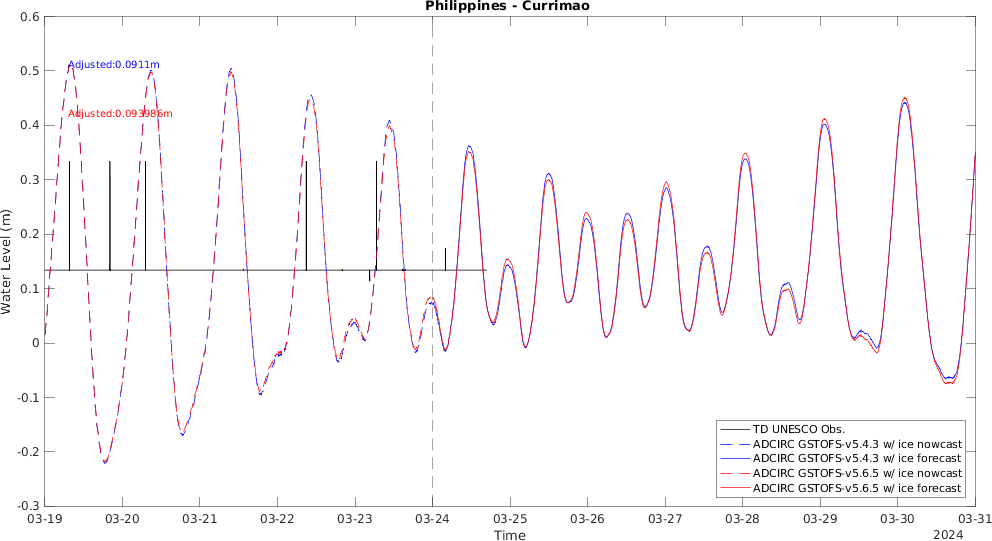 Philippines - Currimao
0.6
0.5
0.4
0.3
0.2
0.1
0
-0.1
-0.2
-0.3
Water Level (m)
Adjusted:0.0911m
Adjusted:0.093986m
TD UNESCO Obs.
ADCIRC GSTOFS-v5.4.3 w/ ice nowcast
ADCIRC GSTOFS-v5.4.3 w/ ice forecast
ADCIRC GSTOFS-v5.6.5 w/ ice nowcast
ADCIRC GSTOFS-v5.6.5 w/ ice forecast
03-19 03-20 03-21 03-22 03-23 03-24 03-25 03-26 03-27 03-28 03-29 03-30 03-31
Time
2024